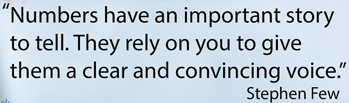 “Numbers have an important story
to tell. They rely on you to give
them a clear and convincing voice.”
Stephen Few